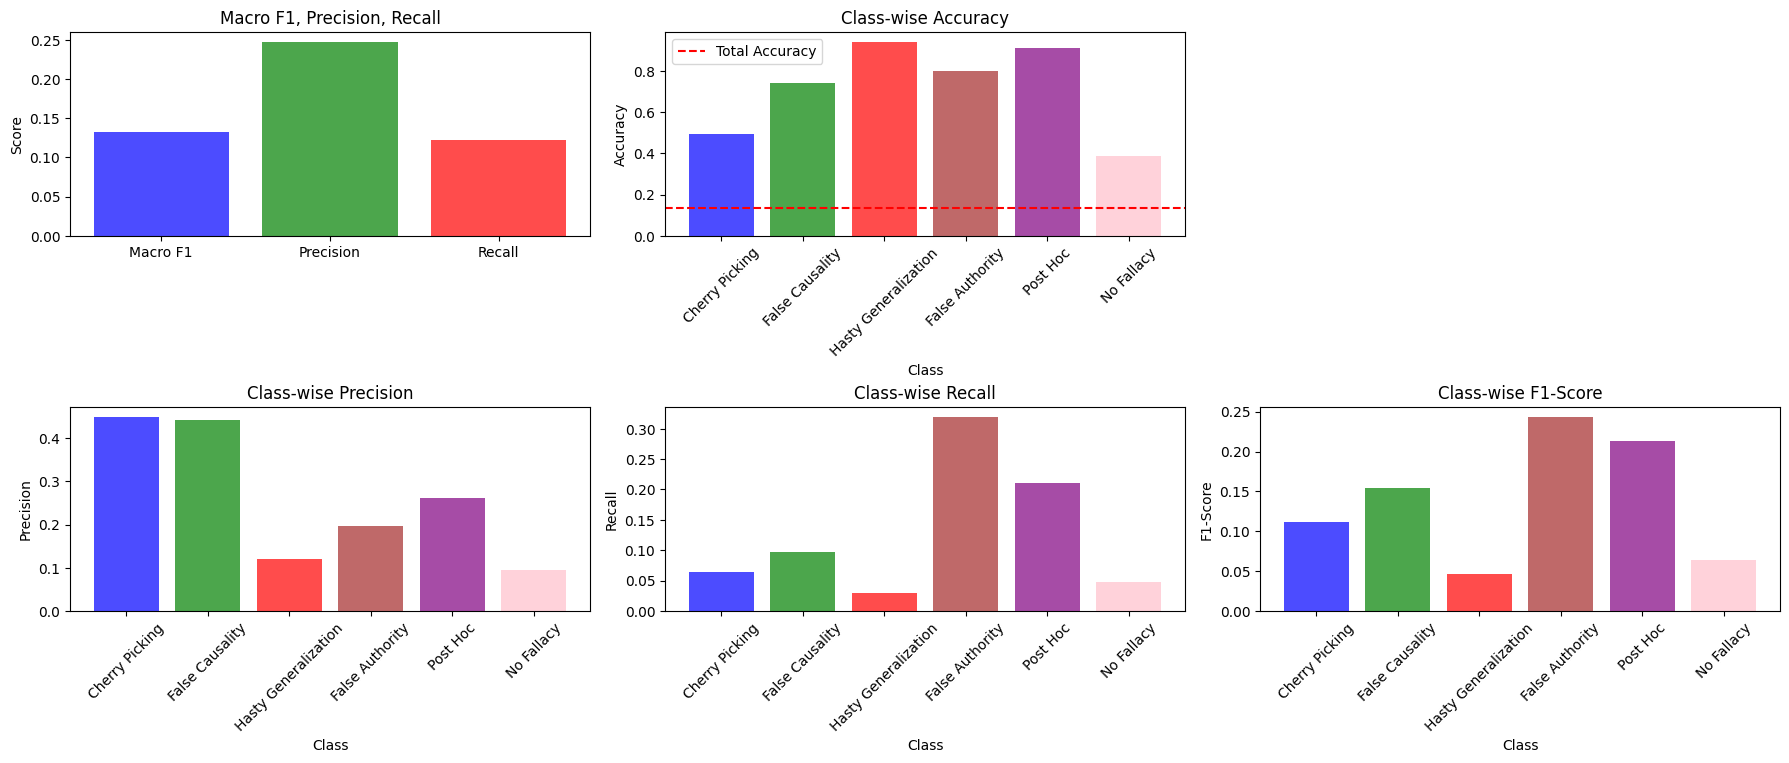 Macro F1, Precision, Recall
Score
0.25
0.20
0.15
0.10
0.05
0.00
Macro F1
Precision
Recall
Class-wise Accuracy
Total Accuracy
Accuracy
0.8
0.6
0.4
0.2
0.0
Cherry Picking
False Causality
Hasty Generalization
False Authority
Post Hoc
No Fallacy
Class
Class-wise Precision
Precision
0.4
0.3
0.2
0.1
0.0
Cherry Picking
False Causality
Hasty Generalization
False Authority
Post Hoc
No Fallacy
Class
Class-wise Recall
Recall
0.30
0.25
0.20
0.15
0.10
0.05
0.00
Cherry Picking
False Causality
Hasty Generalization
False Authority
Post Hoc
No Fallacy
Class
Class-wise F1-Score
F1-Score
0.25
0.20
0.15
0.10
0.05
0.00
Cherry Picking
False Causality
Hasty Generalization
False Authority
Post Hoc
No Fallacy
Class